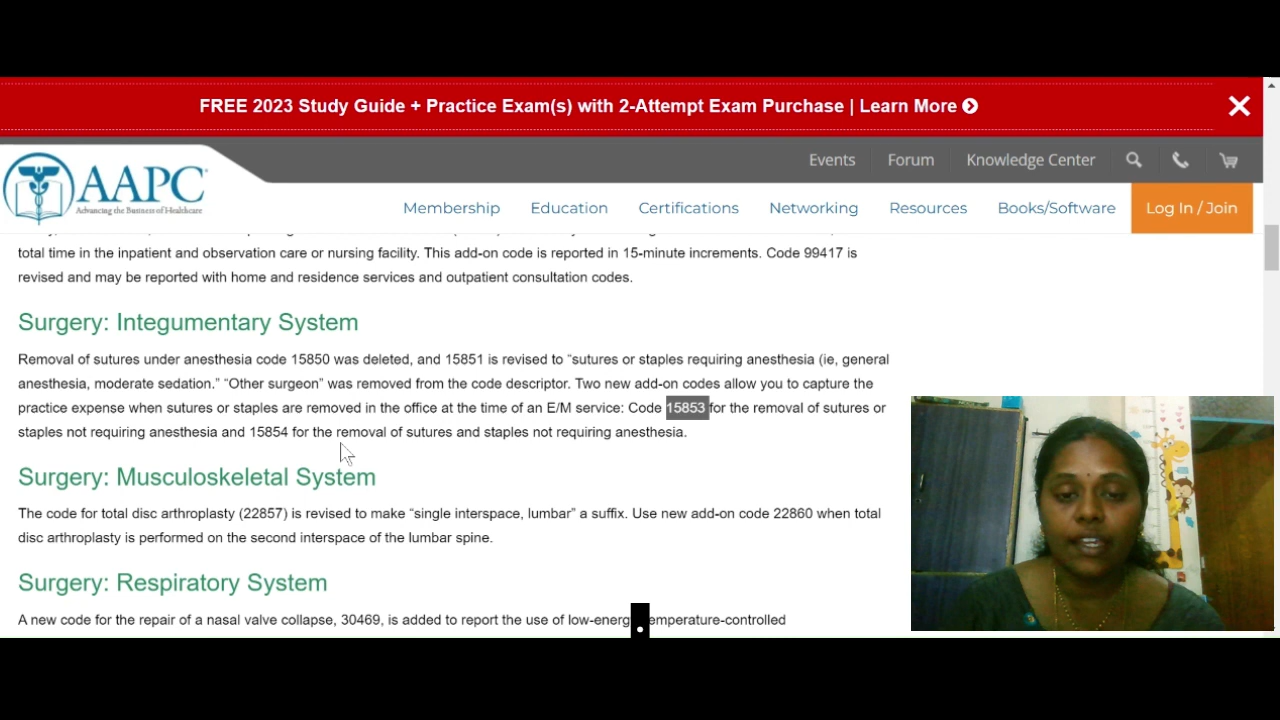 FREE 2023 Study Guide + Practice Exam(s) with 2-Attempt Exam Purchase | Learn More
Events Forum Knowledge Center
AAPC
Advancing the Business of Healthcare
Membership Education Certifications Networking Resources Books/Software Log In / Join
total time in the inpatient and observation care or nursing facility. This add-on code is reported in 15-minute increments. Code 99417 is
revised and may be reported with home and residence services and outpatient consultation codes.
Surgery: Integumentary System
Removal of sutures under anesthesia code 15850 was deleted, and 15851 is revised to “sutures or staples requiring anesthesia (ie, general
anesthesia, moderate sedation.” “Other surgeon” was removed from the code descriptor. Two new add-on codes allow you to capture the
practice expense when sutures or staples are removed in the office at the time of an E/M service: Code 15853 for the removal of sutures or
staples not requiring anesthesia and 15854 for the removal of sutures and staples not requiring anesthesia.
Surgery: Musculoskeletal System
The code for total disc arthroplasty (22857) is revised to make “single interspace, lumbar” a suffix. Use new add-on code 22860 when total
disc arthroplasty is performed on the second interspace of the lumbar spine.
Surgery: Respiratory System
A new code for the repair of a nasal valve collapse, 30469, is added to report the use of low-energy temperature-controlled